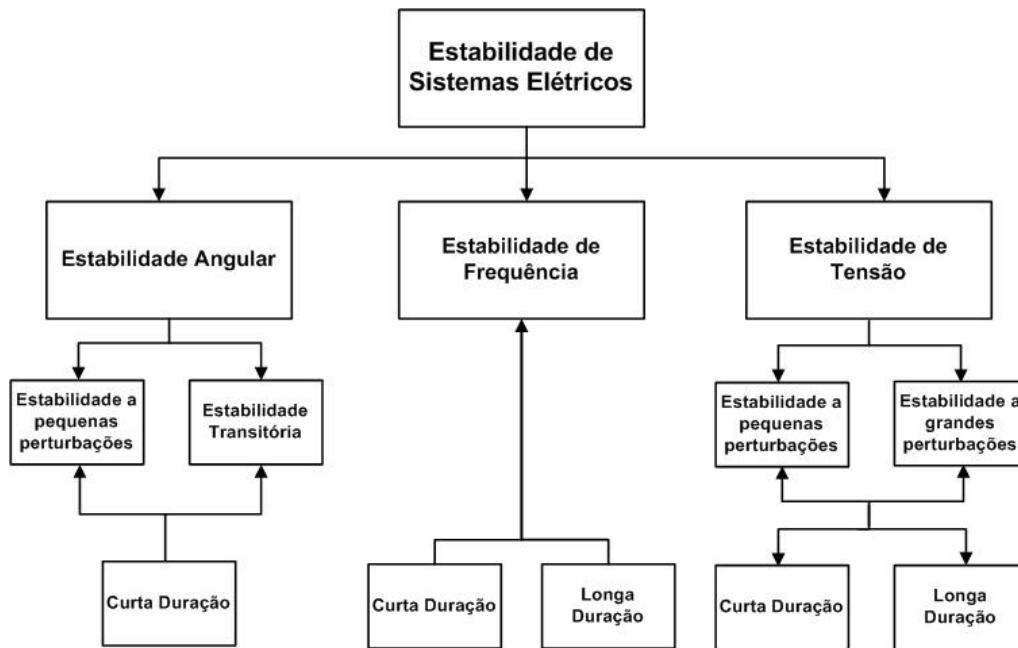 Estabilidade de
Sistemas Elétricos
Estabilidade Angular
Estabilidade de
Frequência
Estabilidade de
Tensão
Estabilidade a
pequenas
perturbações
Estabilidade
Transitória
Estabilidade a
pequenas
perturbações
Estabilidade a
grandes
perturbações
Curta Duração
Curta Duração
Longa
Duração
Curta Duração
Longa
Duração